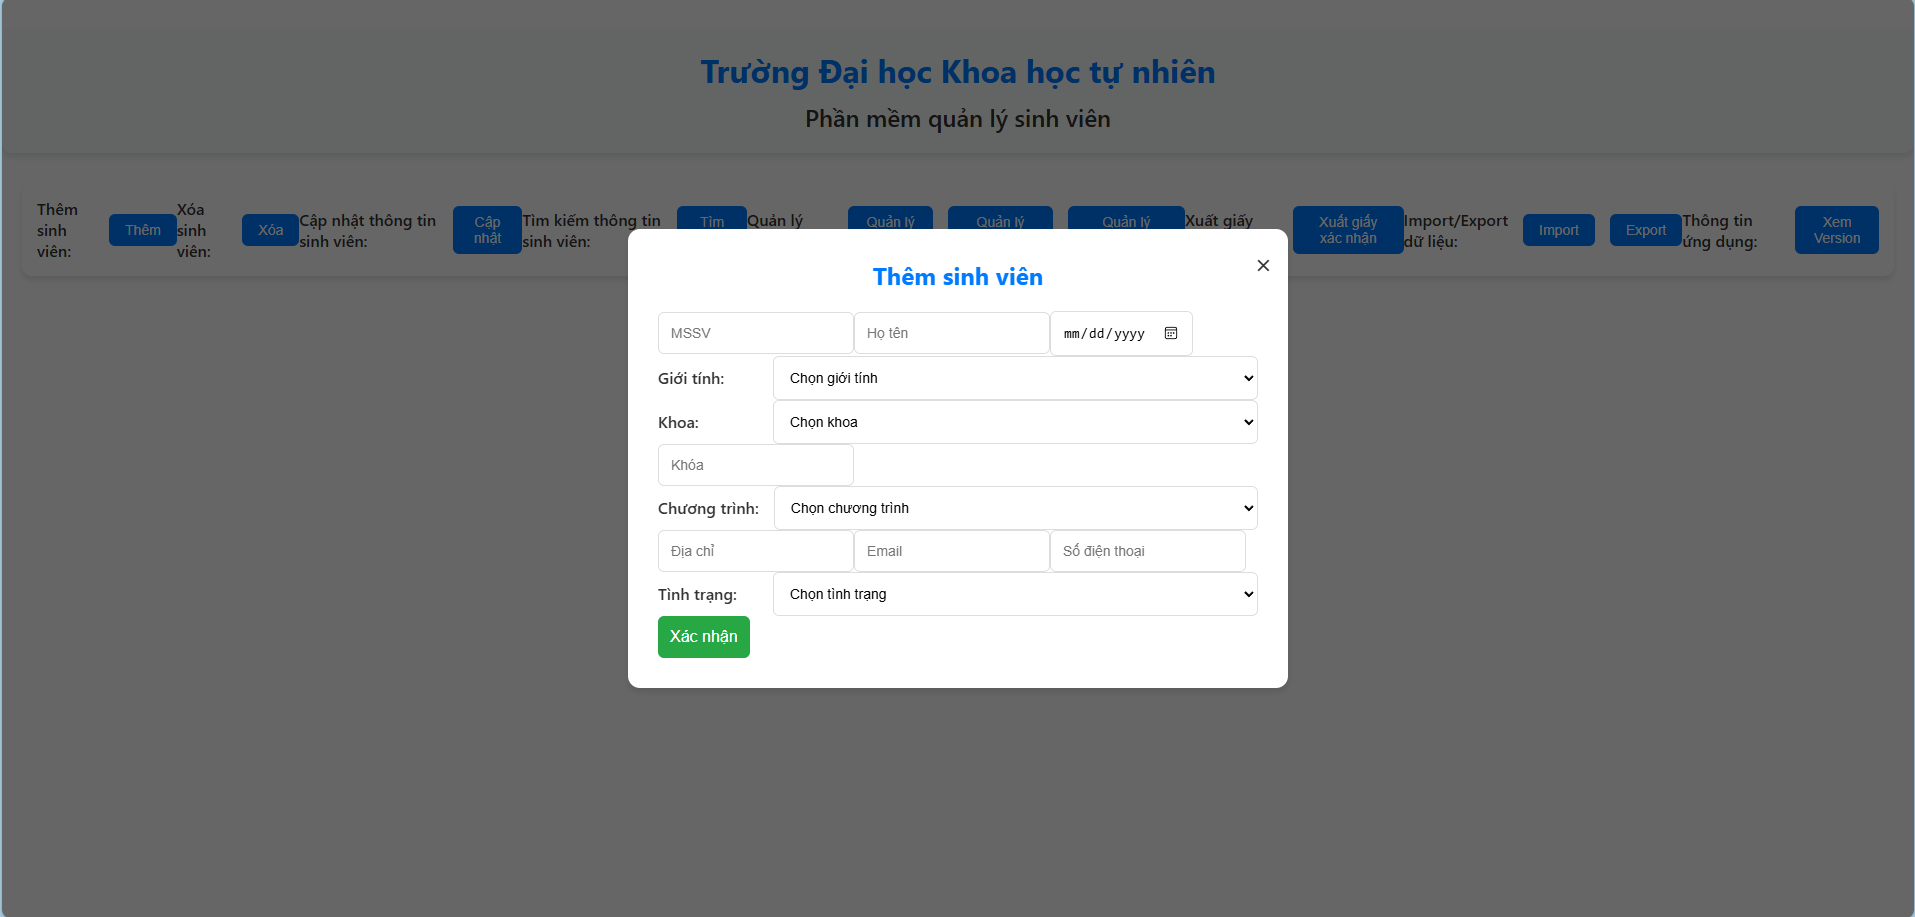 Trường Đại học Khoa học tự nhiên
Phần mềm quản lý sinh viên
Thêm sinh viên:
Thêm
Xóa sinh viên:
Xóa
Cập nhật thông tin sinh viên:
Cập nhật
Tìm kiếm thông tin sinh viên:
Tìm
Quản lý
Quản lý
Quản lý
Quản lý
Xuất giấy
Xuất giấy xác nhận
Import/Export dữ liệu:
Import
Export
Thông tin ứng dụng:
Xem Version
×
Thêm sinh viên
MSSV
Họ tên
mm/dd/yyyy
Giới tính:
Chọn giới tính
Khoa:
Chọn khoa
Khóa
Chương trình:
Chọn chương trình
Địa chỉ
Email
Số điện thoại
Tình trạng:
Chọn tình trạng
Xác nhận